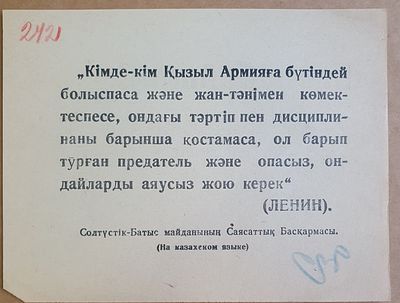 2421
„Кімде-кім Қызыл Армияға бүтіндей
болыспаса және жан-тәнімен көмек-
теспесе, ондағы тәртіп пен дисципли-
наны барынша қостамаса, ол барып
тұрған предатель және опасыз, он-
дайларды аяусыз жою керек“
(ЛЕНИН).
Солтүстік-Батыс майданының Саясаттық Басқармасы.
(На казахском языке)